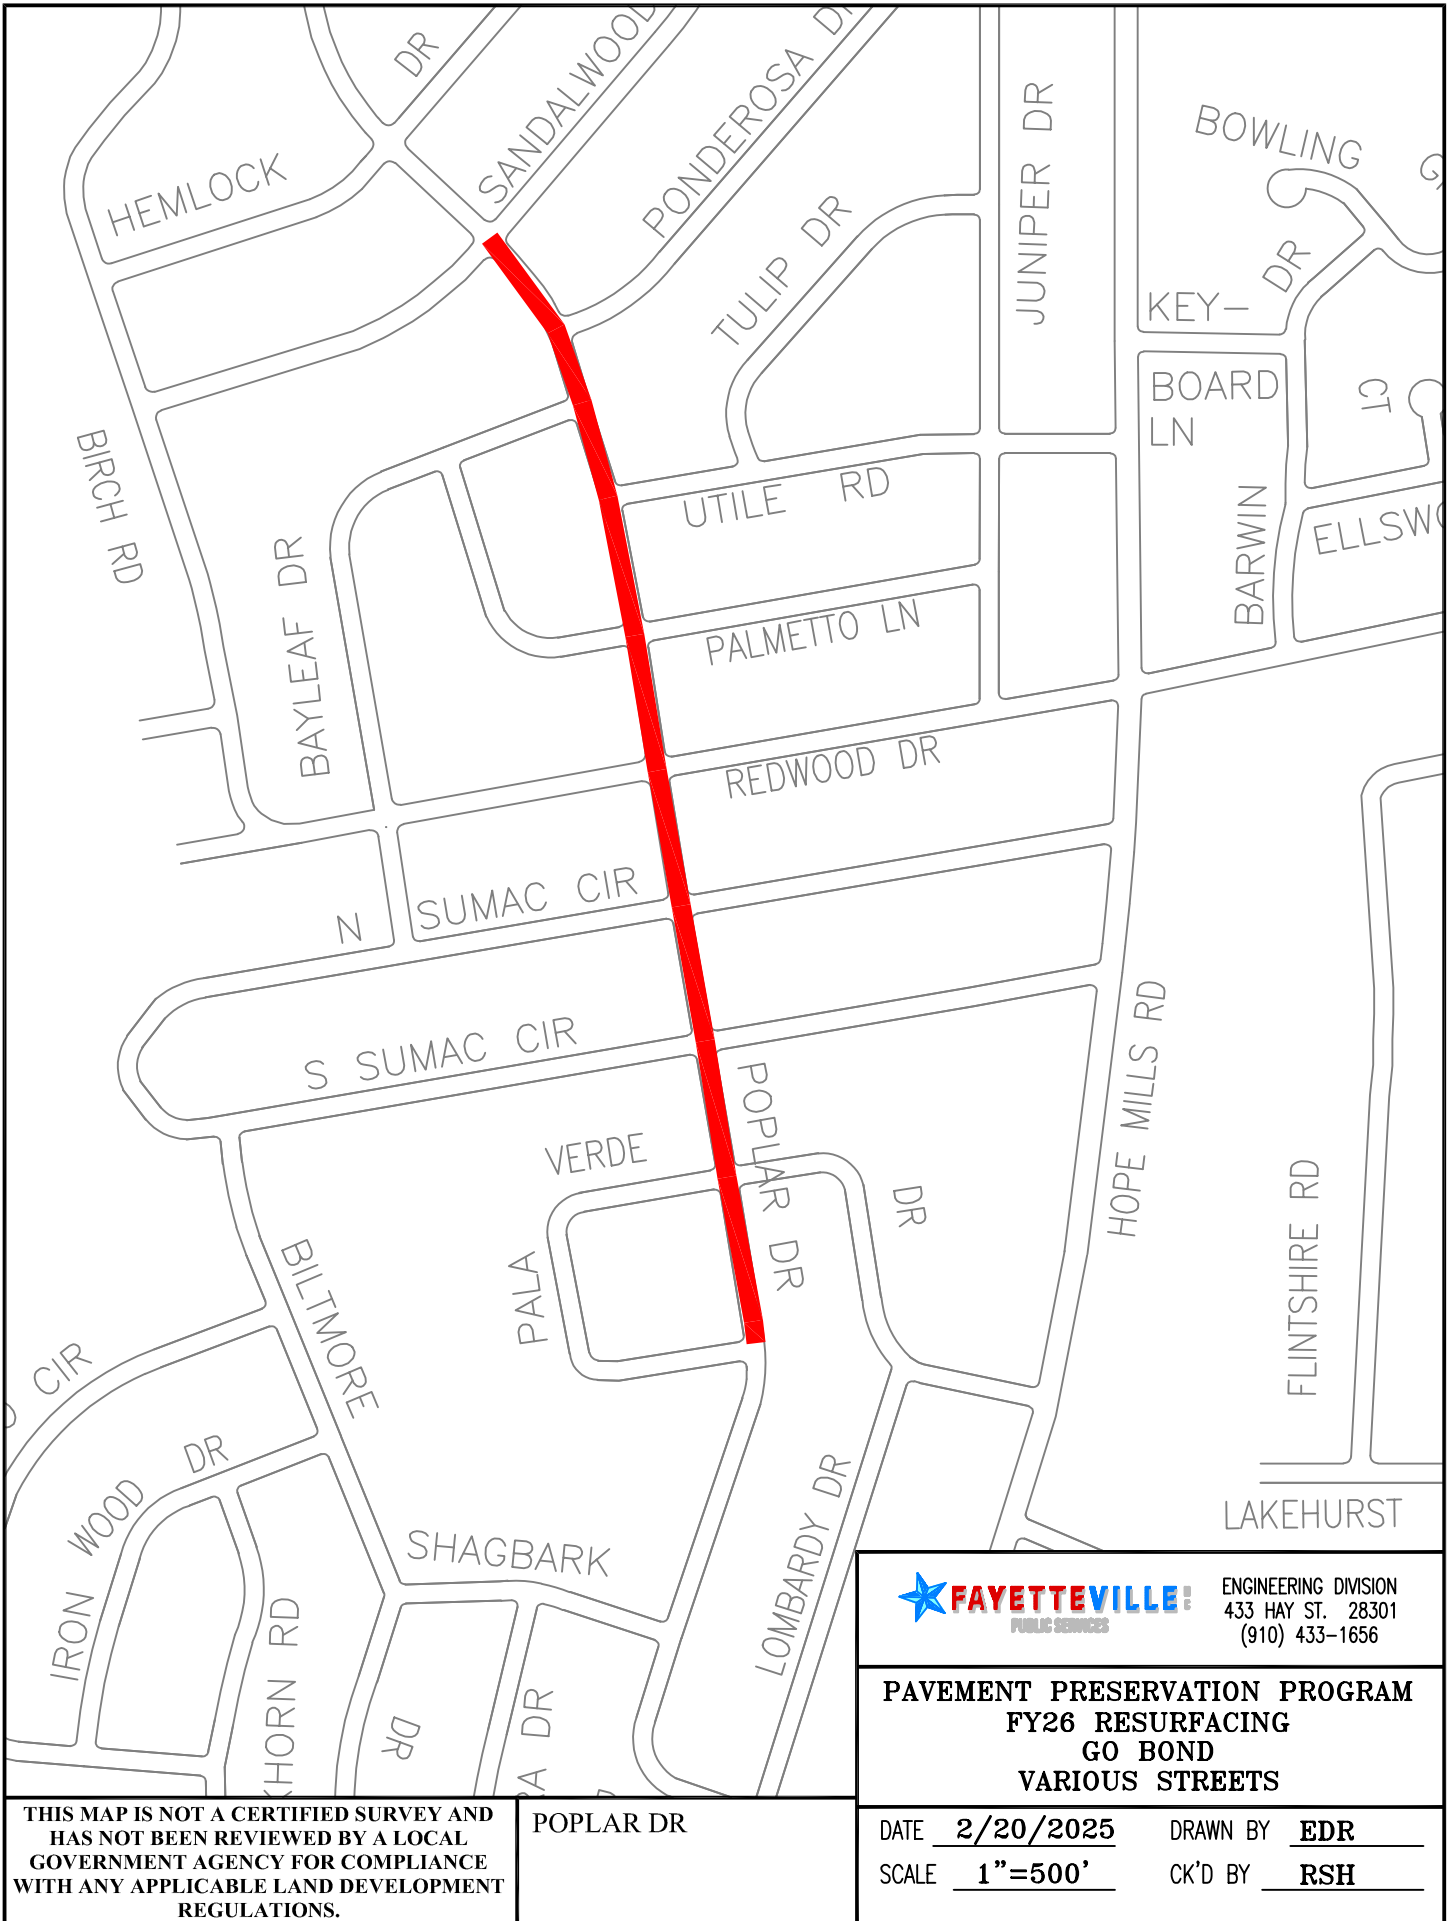 DR
SANDALWOOD
PONDEROSA DR
JUNIPER DR
BOWLING
HEMLOCK
TULIP DR
DR
KEY-
BOARD
LN
CT
BIRCH RD
UTILE RD
BARWIN
BAYLEAF DR
PALMETTO LN
REDWOOD DR
N SUMAC CIR
S SUMAC CIR
POPLAR DR
HOPE MILLS RD
VERDE
DR
PALA
FLINTSHIRE RD
BILTMORE
CIR
WOOD DR
IRON
SHAGBARK
LOMBARDY DR
LAKEHURST
DR
DR
FAYETTEVILLE
PUBLIC SERVICES
ENGINEERING DIVISION
433 HAY ST. 28301
(910) 433-1656
PAVEMENT PRESERVATION PROGRAM
FY26 RESURFACING
GO BOND
VARIOUS STREETS
THIS MAP IS NOT A CERTIFIED SURVEY AND
HAS NOT BEEN REVIEWED BY A LOCAL
GOVERNMENT AGENCY FOR COMPLIANCE
WITH ANY APPLICABLE LAND DEVELOPMENT
REGULATIONS.
POPLAR DR
DATE 2/20/2025 DRAWN BY EDR
SCALE 1"=500' CK'D BY RSH